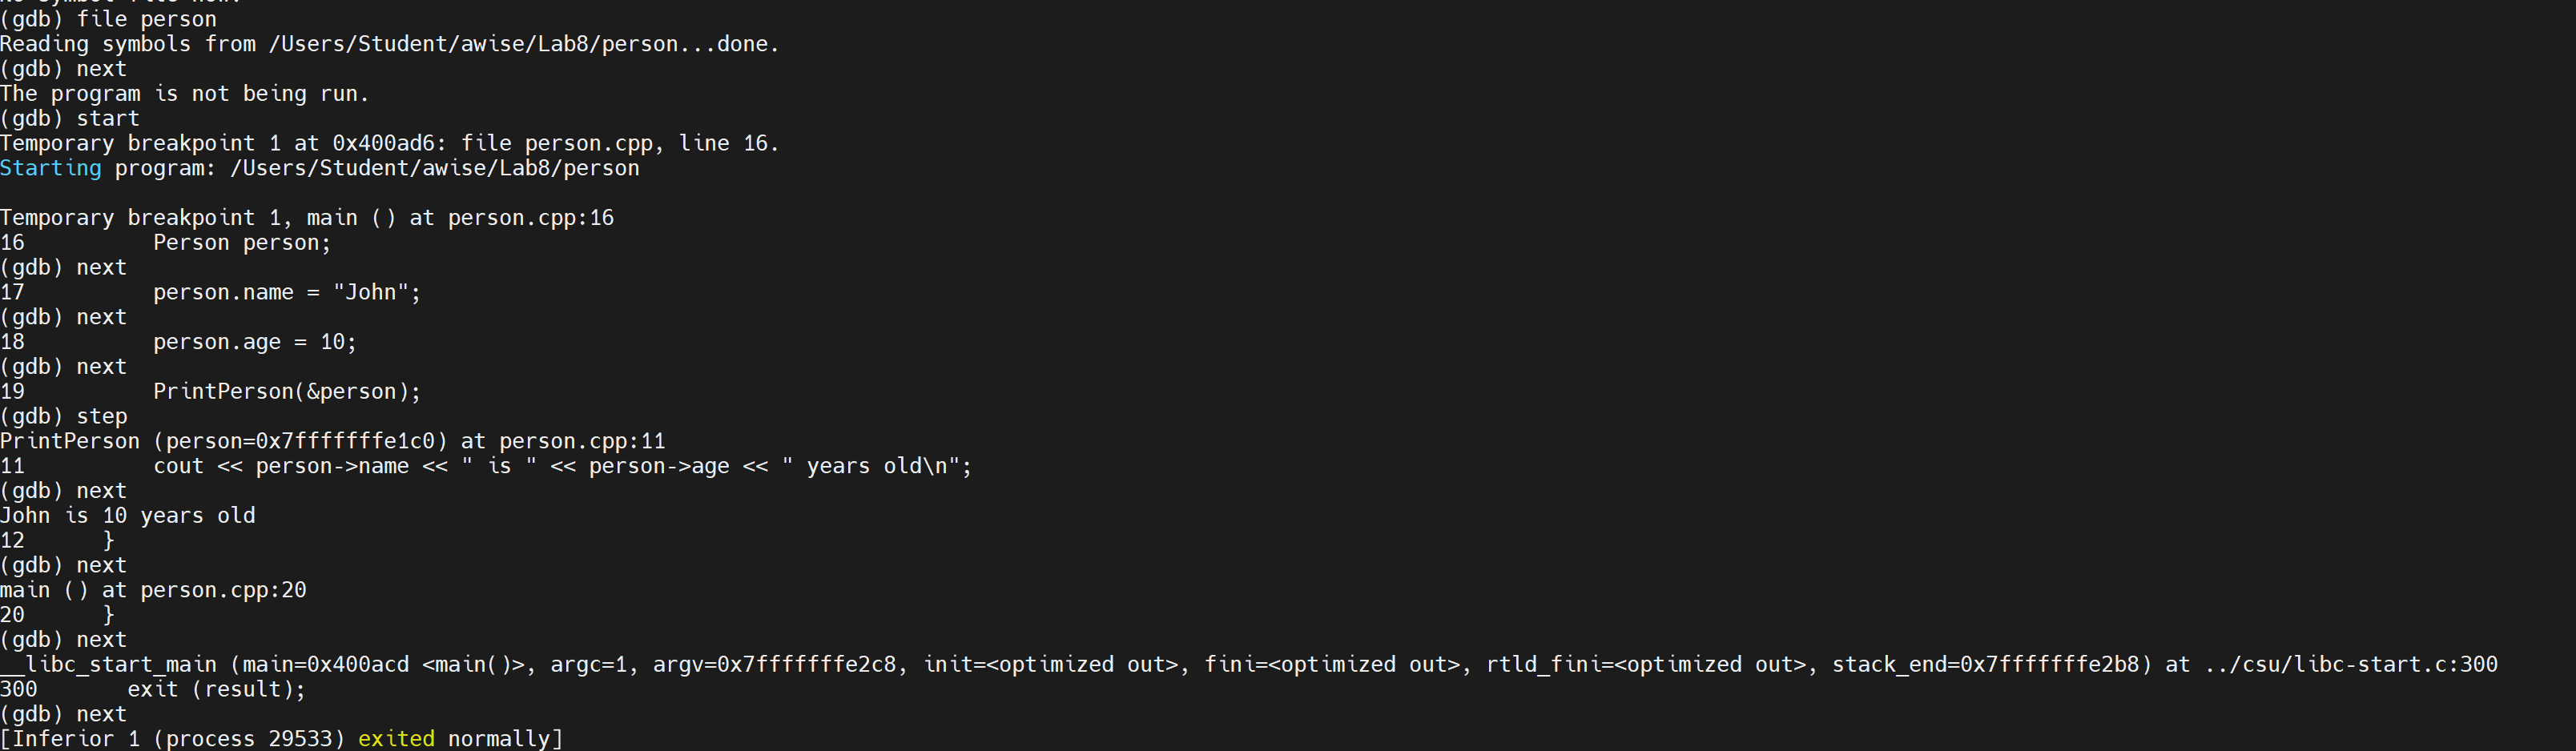 No symbol file now.
(gdb) file person
Reading symbols from /Users/Student/awise/Lab8/person...done.
(gdb) next
The program is not being run.
(gdb) start
Temporary breakpoint 1 at 0x400ad6: file person.cpp, line 16.
Starting program: /Users/Student/awise/Lab8/person

Temporary breakpoint 1, main () at person.cpp:16
16          Person person;
(gdb) next
17          person.name = "John";
(gdb) next
18          person.age = 10;
(gdb) next
19          PrintPerson(&person);
(gdb) step
PrintPerson (person=0x7fffffffe1c0) at person.cpp:11
11          cout << person->name << " is " << person->age << " years old\n";
(gdb) next
John is 10 years old
12      }
(gdb) next
main () at person.cpp:20
20      }
(gdb) next
__libc_start_main (main=0x400acd <main()>, argc=1, argv=0x7fffffffe2c8, init=<optimized out>, fini=<optimized out>, rtld_fini=<optimized out>, stack_end=0x7fffffffe2b8) at ../csu/libc-start.c:300
300       exit (result);
(gdb) next
[Inferior 1 (process 29533) exited normally]